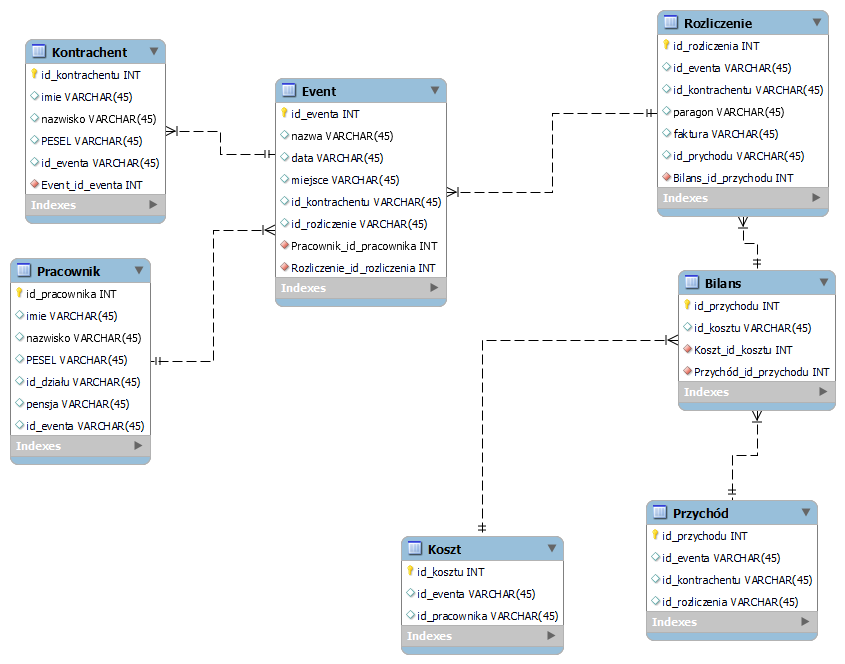 Kontrachent
id_kontrachentu INT
imie VARCHAR(45)
nazwisko VARCHAR(45)
PESEL VARCHAR(45)
id_eventa VARCHAR(45)
Event_id_eventa INT
Indexes
Event
id_eventa INT
nazwa VARCHAR(45)
data VARCHAR(45)
miejsce VARCHAR(45)
id_kontrachentu VARCHAR(45)
id_rozliczenie VARCHAR(45)
Pracownik_id_pracownika INT
Rozliczenie_id_rozliczenia INT
Indexes
Rozliczenie
id_rozliczenia INT
id_eventa VARCHAR(45)
id_kontrachentu VARCHAR(45)
paragon VARCHAR(45)
faktura VARCHAR(45)
id_prychodu VARCHAR(45)
Bilans_id_przychodu INT
Indexes
Pracownik
id_pracownika INT
imie VARCHAR(45)
nazwisko VARCHAR(45)
PESEL VARCHAR(45)
id_działu VARCHAR(45)
pensja VARCHAR(45)
id_eventa VARCHAR(45)
Indexes
Bilans
id_przychodu INT
id_kosztu VARCHAR(45)
Koszt_id_kosztu INT
Przychód_id_przychodu INT
Indexes
Koszt
id_kosztu INT
id_eventa VARCHAR(45)
id_pracownika VARCHAR(45)
Indexes
Przychód
id_przychodu INT
id_eventa VARCHAR(45)
id_kontrachentu VARCHAR(45)
id_rozliczenia VARCHAR(45)
Indexes